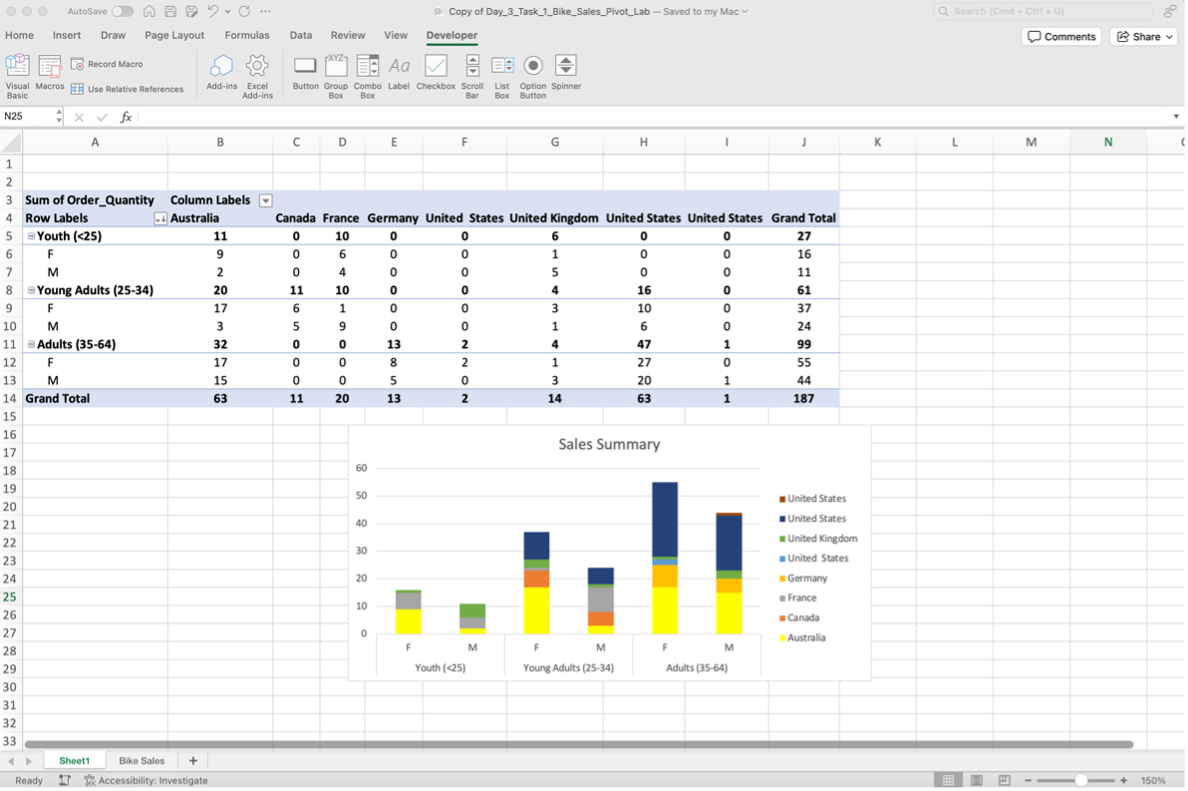 AutoSave Copy of Day_3_Task_1_Bike_Sales_Pivot_Lab — Saved to my Mac Search (Cmd + Ctrl + U)
Home Insert Draw Page Layout Formulas Data Review View Developer Comments Share
Visual Basic Macros Record Macro Use Relative References Add-ins Excel Add-ins Button Group Box Combo Box Label Checkbox Scroll Bar List Box Option Button Spinner
XYZ Aa
N25 fx
A B C D E F G H I J K L M N
1
2
3 Sum of Order_Quantity Column Labels
4 Row Labels Australia Canada France Germany United  States United Kingdom United States United States Grand Total
5 Youth (<25) 11 0 10 0 0 6 0 0 27
6 F 9 0 6 0 0 1 0 0 16
7 M 2 0 4 0 0 5 0 0 11
8 Young Adults (25-34) 20 11 10 0 0 4 16 0 61
9 F 17 6 1 0 0 3 10 0 37
10 M 3 5 9 0 0 1 6 0 24
11 Adults (35-64) 32 0 0 13 2 4 47 1 99
12 F 17 0 0 8 2 1 27 0 55
13 M 15 0 0 5 0 3 20 1 44
14 Grand Total 63 11 20 13 2 14 63 1 187
15
16
17
18
19
20
21
22
23
24
25
26
27
28
29
30
31
32
33
Sales Summary
60
50
40
30
20
10
0
F M F M F M
Youth (<25) Young Adults (25-34) Adults (35-64)
United States
United States
United Kingdom
United  States
Germany
France
Canada
Australia
Sheet1 Bike Sales +
Ready Accessibility: Investigate 150%